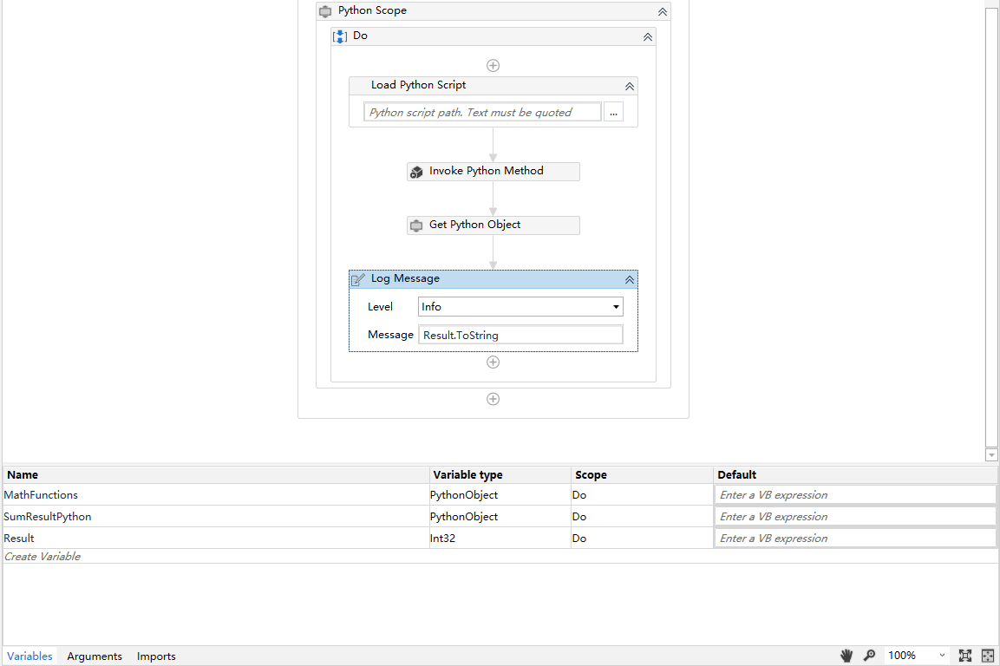 Python Scope
Do
Load Python Script
Python script path. Text must be quoted
...
Invoke Python Method
Get Python Object
Log Message
Level Info
Message Result.ToString
Name Variable type Scope Default
MathFunctions PythonObject Do Enter a VB expression
SumResultPython PythonObject Do Enter a VB expression
Result Int32 Do Enter a VB expression
Create Variable
Variables Arguments Imports 100%